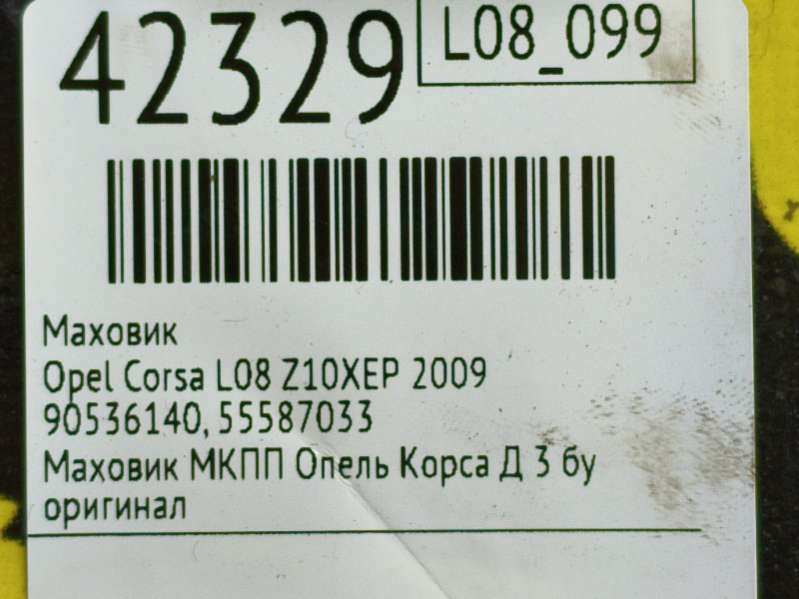 42329
L08_099
Маховик
Opel Corsa L08 Z10XEP 2009
90536140, 55587033
Маховик МКПП Опель Корса Д 3 бу
оригинал